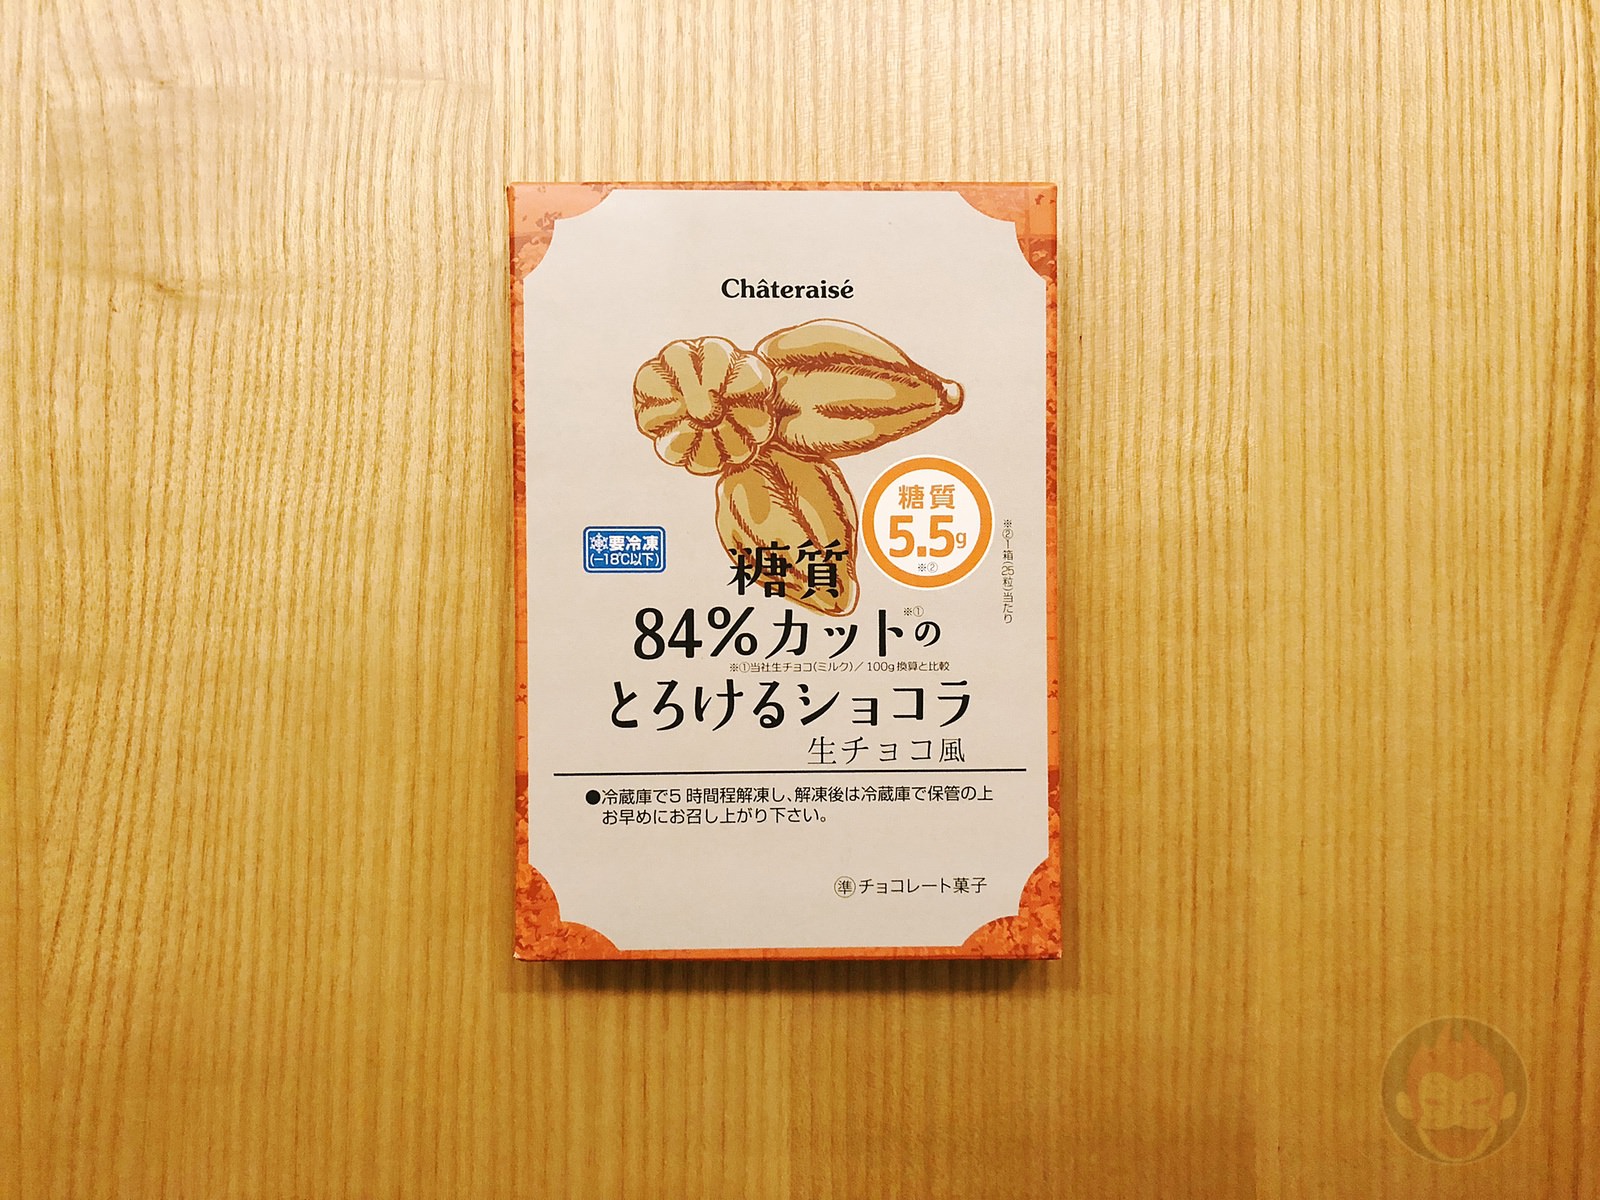 Châteraisé
糖質
5.5g
※②
※②1箱(25粒)当たり
要冷凍
(−18℃以下)
糖質
84%カット※①の
※①当社生チョコ(ミルク)／100g換算と比較
とろけるショコラ
生チョコ風
●冷蔵庫で5時間程解凍し、解凍後は冷蔵庫で保管の上
お早めにお召し上がり下さい。
準チョコレート菓子